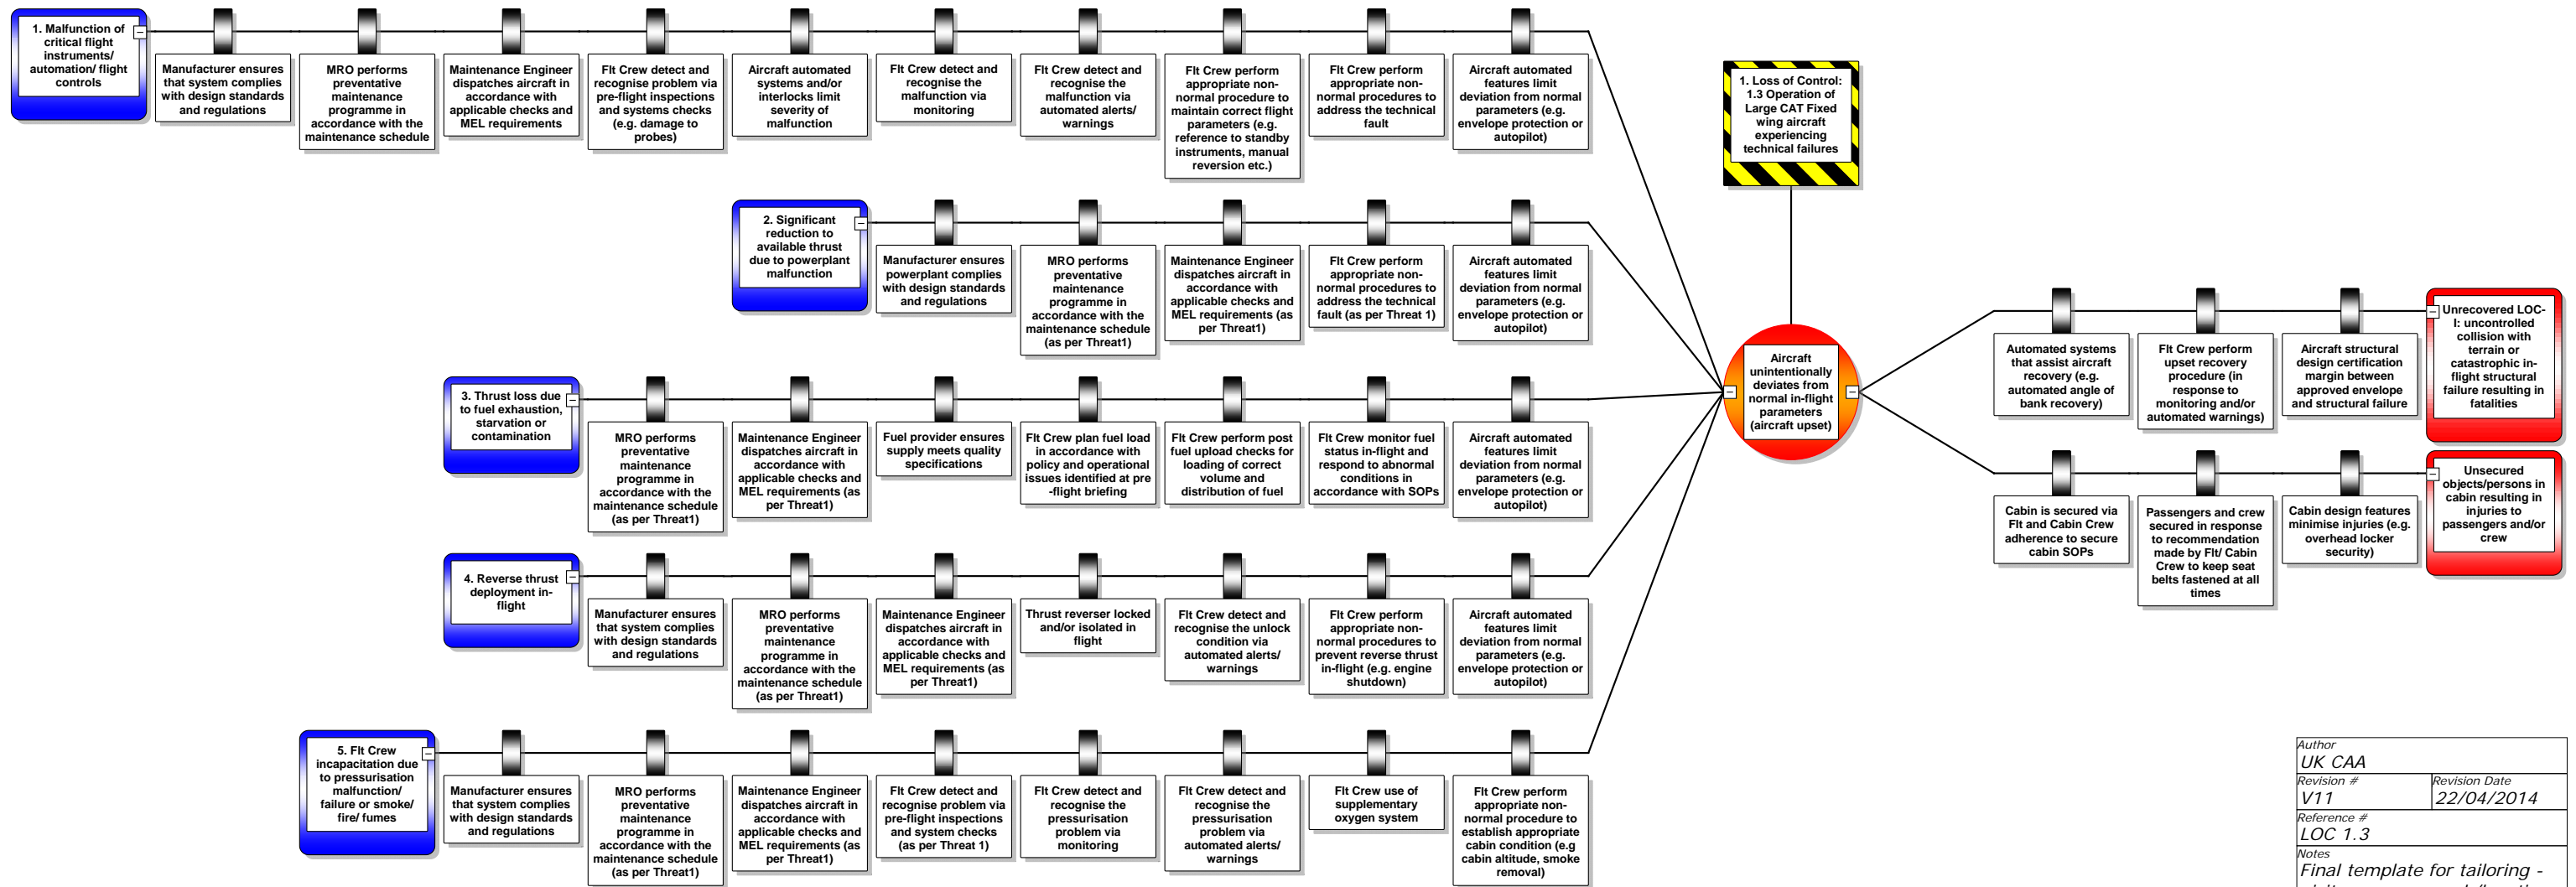 1. Malfunction of
critical flight
instruments/
automation/ flight
controls
Manufacturer ensures
that system complies
with design standards
and regulations
MRO performs
preventative
maintenance
programme in
accordance with the
maintenance schedule
Maintenance Engineer
dispatches aircraft in
accordance with
applicable checks and
MEL requirements
Flt Crew detect and
recognise problem via
pre-flight inspections
and systems checks
(e.g. damage to
probes)
Aircraft automated
systems and/or
interlocks limit
severity of
malfunction
Flt Crew detect and
recognise the
malfunction via
monitoring
Flt Crew detect and
recognise the
malfunction via
automated alerts/
warnings
Flt Crew perform
appropriate non-
normal procedure to
maintain correct flight
parameters (e.g.
reference to standby
instruments, manual
reversion etc.)
Flt Crew perform
appropriate non-
normal procedures to
address the technical
fault
Aircraft automated
features limit
deviation from normal
parameters (e.g.
envelope protection or
autopilot)
1. Loss of Control:
1.3 Operation of
Large CAT Fixed
wing aircraft
experiencing
technical failures
2. Significant
reduction to
available thrust
due to powerplant
malfunction
Manufacturer ensures
powerplant complies
with design standards
and regulations
MRO performs
preventative
maintenance
programme in
accordance with the
maintenance schedule
(as per Threat1)
Maintenance Engineer
dispatches aircraft in
accordance with
applicable checks and
MEL requirements (as
per Threat1)
Flt Crew perform
appropriate non-
normal procedures to
address the technical
fault (as per Threat 1)
Aircraft automated
features limit
deviation from normal
parameters (e.g.
envelope protection or
autopilot)
3. Thrust loss due
to fuel exhaustion,
starvation or
contamination
MRO performs
preventative
maintenance
programme in
accordance with the
maintenance schedule
(as per Threat1)
Maintenance Engineer
dispatches aircraft in
accordance with
applicable checks and
MEL requirements (as
per Threat1)
Fuel provider ensures
supply meets quality
specifications
Flt Crew plan fuel load
in accordance with
policy and operational
issues identified at pre
-flight briefing
Flt Crew perform post
fuel upload checks for
loading of correct
volume and
distribution of fuel
Flt Crew monitor fuel
status in-flight and
respond to abnormal
conditions in
accordance with SOPs
Aircraft automated
features limit
deviation from normal
parameters (e.g.
envelope protection or
autopilot)
Aircraft
unintentionally
deviates from
normal in-flight
parameters
(aircraft upset)
Automated systems
that assist aircraft
recovery (e.g.
automated angle of
bank recovery)
Flt Crew perform
upset recovery
procedure (in
response to
monitoring and/or
automated warnings)
Aircraft structural
design certification
margin between
approved envelope
and structural failure
Unrecovered LOC-
I: uncontrolled
collision with
terrain or
catastrophic in-
flight structural
failure resulting in
fatalities
Cabin is secured via
Flt and Cabin Crew
adherence to secure
cabin SOPs
Passengers and crew
secured in response
to recommendation
made by Flt/ Cabin
Crew to keep seat
belts fastened at all
times
Cabin design features
minimise injuries (e.g.
overhead locker
security)
Unsecured
objects/persons in
cabin resulting in
injuries to
passengers and/or
crew
4. Reverse thrust
deployment in-
flight
Manufacturer ensures
that system complies
with design standards
and regulations
MRO performs
preventative
maintenance
programme in
accordance with the
maintenance schedule
(as per Threat1)
Maintenance Engineer
dispatches aircraft in
accordance with
applicable checks and
MEL requirements (as
per Threat1)
Thrust reverser locked
and/or isolated in
flight
Flt Crew detect and
recognise the unlock
condition via
automated alerts/
warnings
Flt Crew perform
appropriate non-
normal procedures to
prevent reverse thrust
in-flight (e.g. engine
shutdown)
Aircraft automated
features limit
deviation from normal
parameters (e.g.
envelope protection or
autopilot)
5. Flt Crew
incapacitation due
to pressurisation
malfunction/
failure or smoke/
fire/ fumes
Manufacturer ensures
that system complies
with design standards
and regulations
MRO performs
preventative
maintenance
programme in
accordance with the
maintenance schedule
(as per Threat1)
Maintenance Engineer
dispatches aircraft in
accordance with
applicable checks and
MEL requirements (as
per Threat1)
Flt Crew detect and
recognise problem via
pre-flight inspections
and system checks
(as per Threat 1)
Flt Crew detect and
recognise the
pressurisation
problem via
monitoring
Flt Crew detect and
recognise the
pressurisation
problem via
automated alerts/
warnings
Flt Crew use of
supplementary
oxygen system
Flt Crew perform
appropriate non-
normal procedure to
establish appropriate
cabin condition (e.g
cabin altitude, smoke
removal)
Author
UK CAA
Revision #
V11
Revision Date
22/04/2014
Reference #
LOC 1.3
Notes
Final template for tailoring -